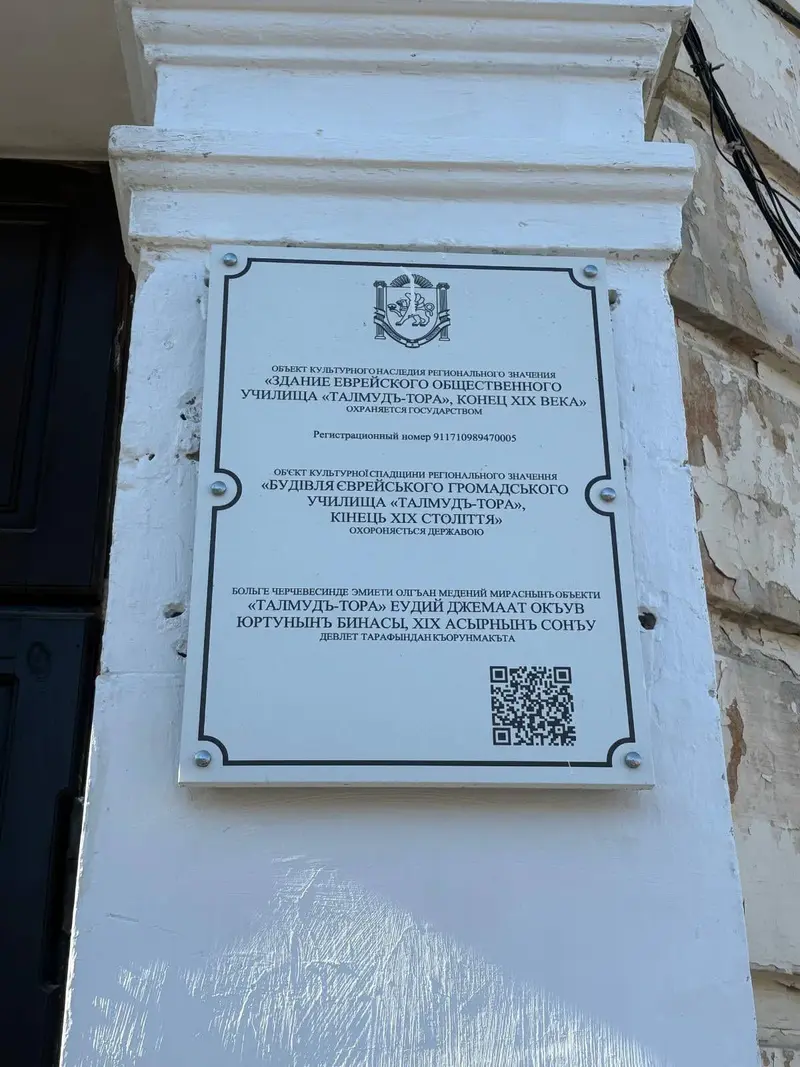 ОБЪЕКТ КУЛЬТУРНОГО НАСЛЕДИЯ РЕГИОНАЛЬНОГО ЗНАЧЕНИЯ
«ЗДАНИЕ ЕВРЕЙСКОГО ОБЩЕСТВЕННОГО
УЧИЛИЩА «ТАЛМУДЪ-ТОРА», КОНЕЦ XIX ВЕКА»
ОХРАНЯЕТСЯ ГОСУДАРСТВОМ
Регистрационный номер 911710989470005
ОБ'ЄКТ КУЛЬТУРНОЇ СПАДЩИНИ РЕГИОНАЛЬНОГО ЗНАЧЕННЯ
«БУДІВЛЯ ЄВРЕЙСЬКОГО ГРОМАДСЬКОГО
УЧИЛИЩА «ТАЛМУДЪ-ТОРА»,
КІНЕЦЬ XIX СТОЛІТТЯ»
ОХОРОНЯЄТЬСЯ ДЕРЖАВОЮ
БОЛЬГЕ ЧЕРЧЕВЕСИНДЕ ЭМИЕТИ ОЛГЪАН МЕДЕНИЙ МИРАСНЫНЪ ОБЪЕКТИ
«ТАЛМУДЪ-ТОРА» ЕУДИЙ ДЖЕМААТ ОКЪУВ
ЮРТУНЫНЪ БИНАСЫ, XIX АСЫРНЫНЪ СОНЪУ
ДЕВЛЕТ ТАРАФЫНДАН КЪОРУНМАКЪТА